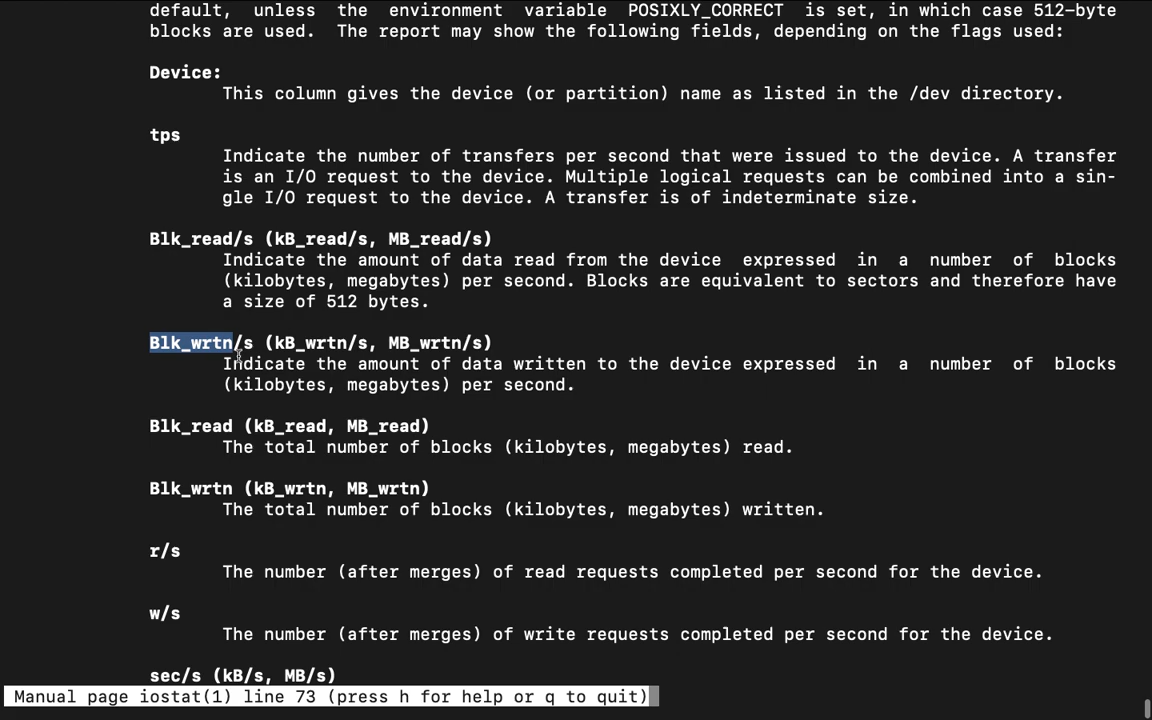 default, unless the environment variable POSIXLY_CORRECT is set, in which case 512-byte
blocks are used. The report may show the following fields, depending on the flags used:
Device:
This column gives the device (or partition) name as listed in the /dev directory.
tps
Indicate the number of transfers per second that were issued to the device. A transfer
is an I/O request to the device. Multiple logical requests can be combined into a sin-
gle I/O request to the device. A transfer is of indeterminate size.
Blk_read/s (kB_read/s, MB_read/s)
Indicate the amount of data read from the device expressed in a number of blocks
(kilobytes, megabytes) per second. Blocks are equivalent to sectors and therefore have
a size of 512 bytes.
Blk_wrtn/s (kB_wrtn/s, MB_wrtn/s)
Indicate the amount of data written to the device expressed in a number of blocks
(kilobytes, megabytes) per second.
Blk_read (kB_read, MB_read)
The total number of blocks (kilobytes, megabytes) read.
Blk_wrtn (kB_wrtn, MB_wrtn)
The total number of blocks (kilobytes, megabytes) written.
r/s
The number (after merges) of read requests completed per second for the device.
w/s
The number (after merges) of write requests completed per second for the device.
sec/s (kB/s, MB/s)
Manual page iostat(1) line 73 (press h for help or q to quit)